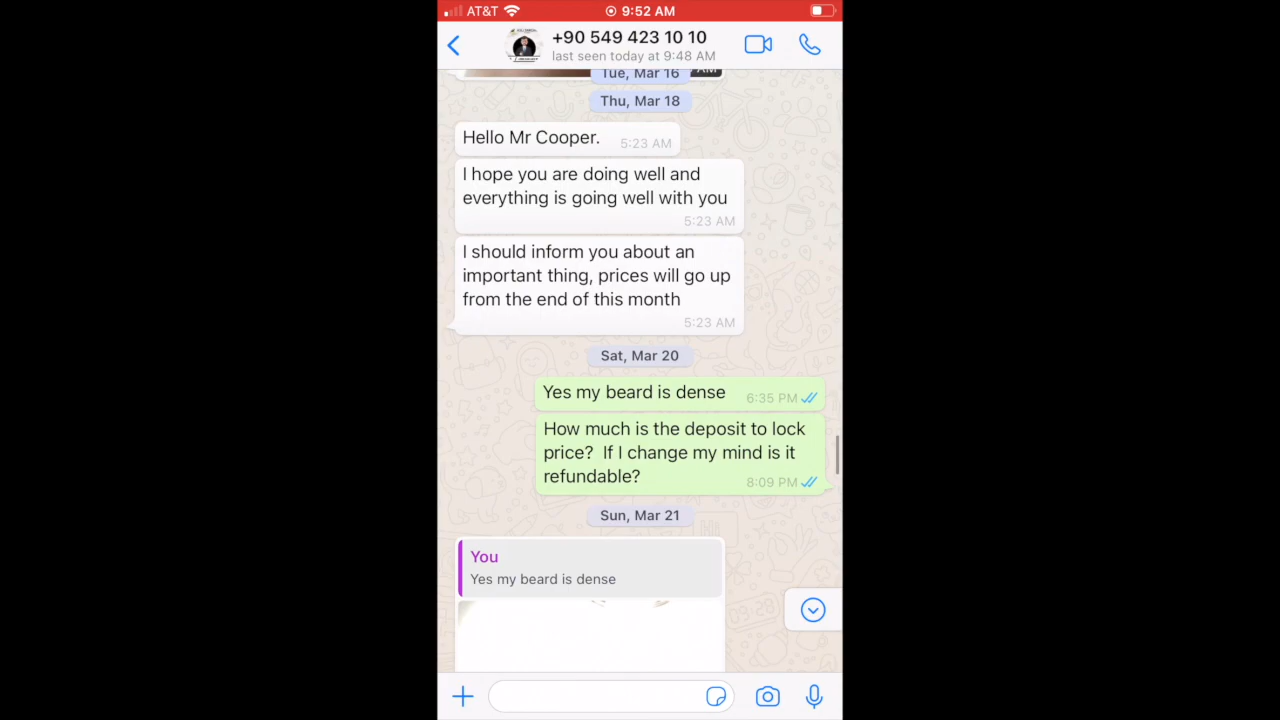 AT&T 9:52 AM
+90 549 423 10 10
last seen today at 9:48 AM
AM
Tue, Mar 16
Thu, Mar 18
Hello Mr Cooper.
5:23 AM
I hope you are doing well and
everything is going well with you
5:23 AM
I should inform you about an
important thing, prices will go up
from the end of this month
5:23 AM
Sat, Mar 20
Yes my beard is dense
6:35 PM
How much is the deposit to lock
price? If I change my mind is it
refundable?
8:09 PM
Sun, Mar 21
You
Yes my beard is dense